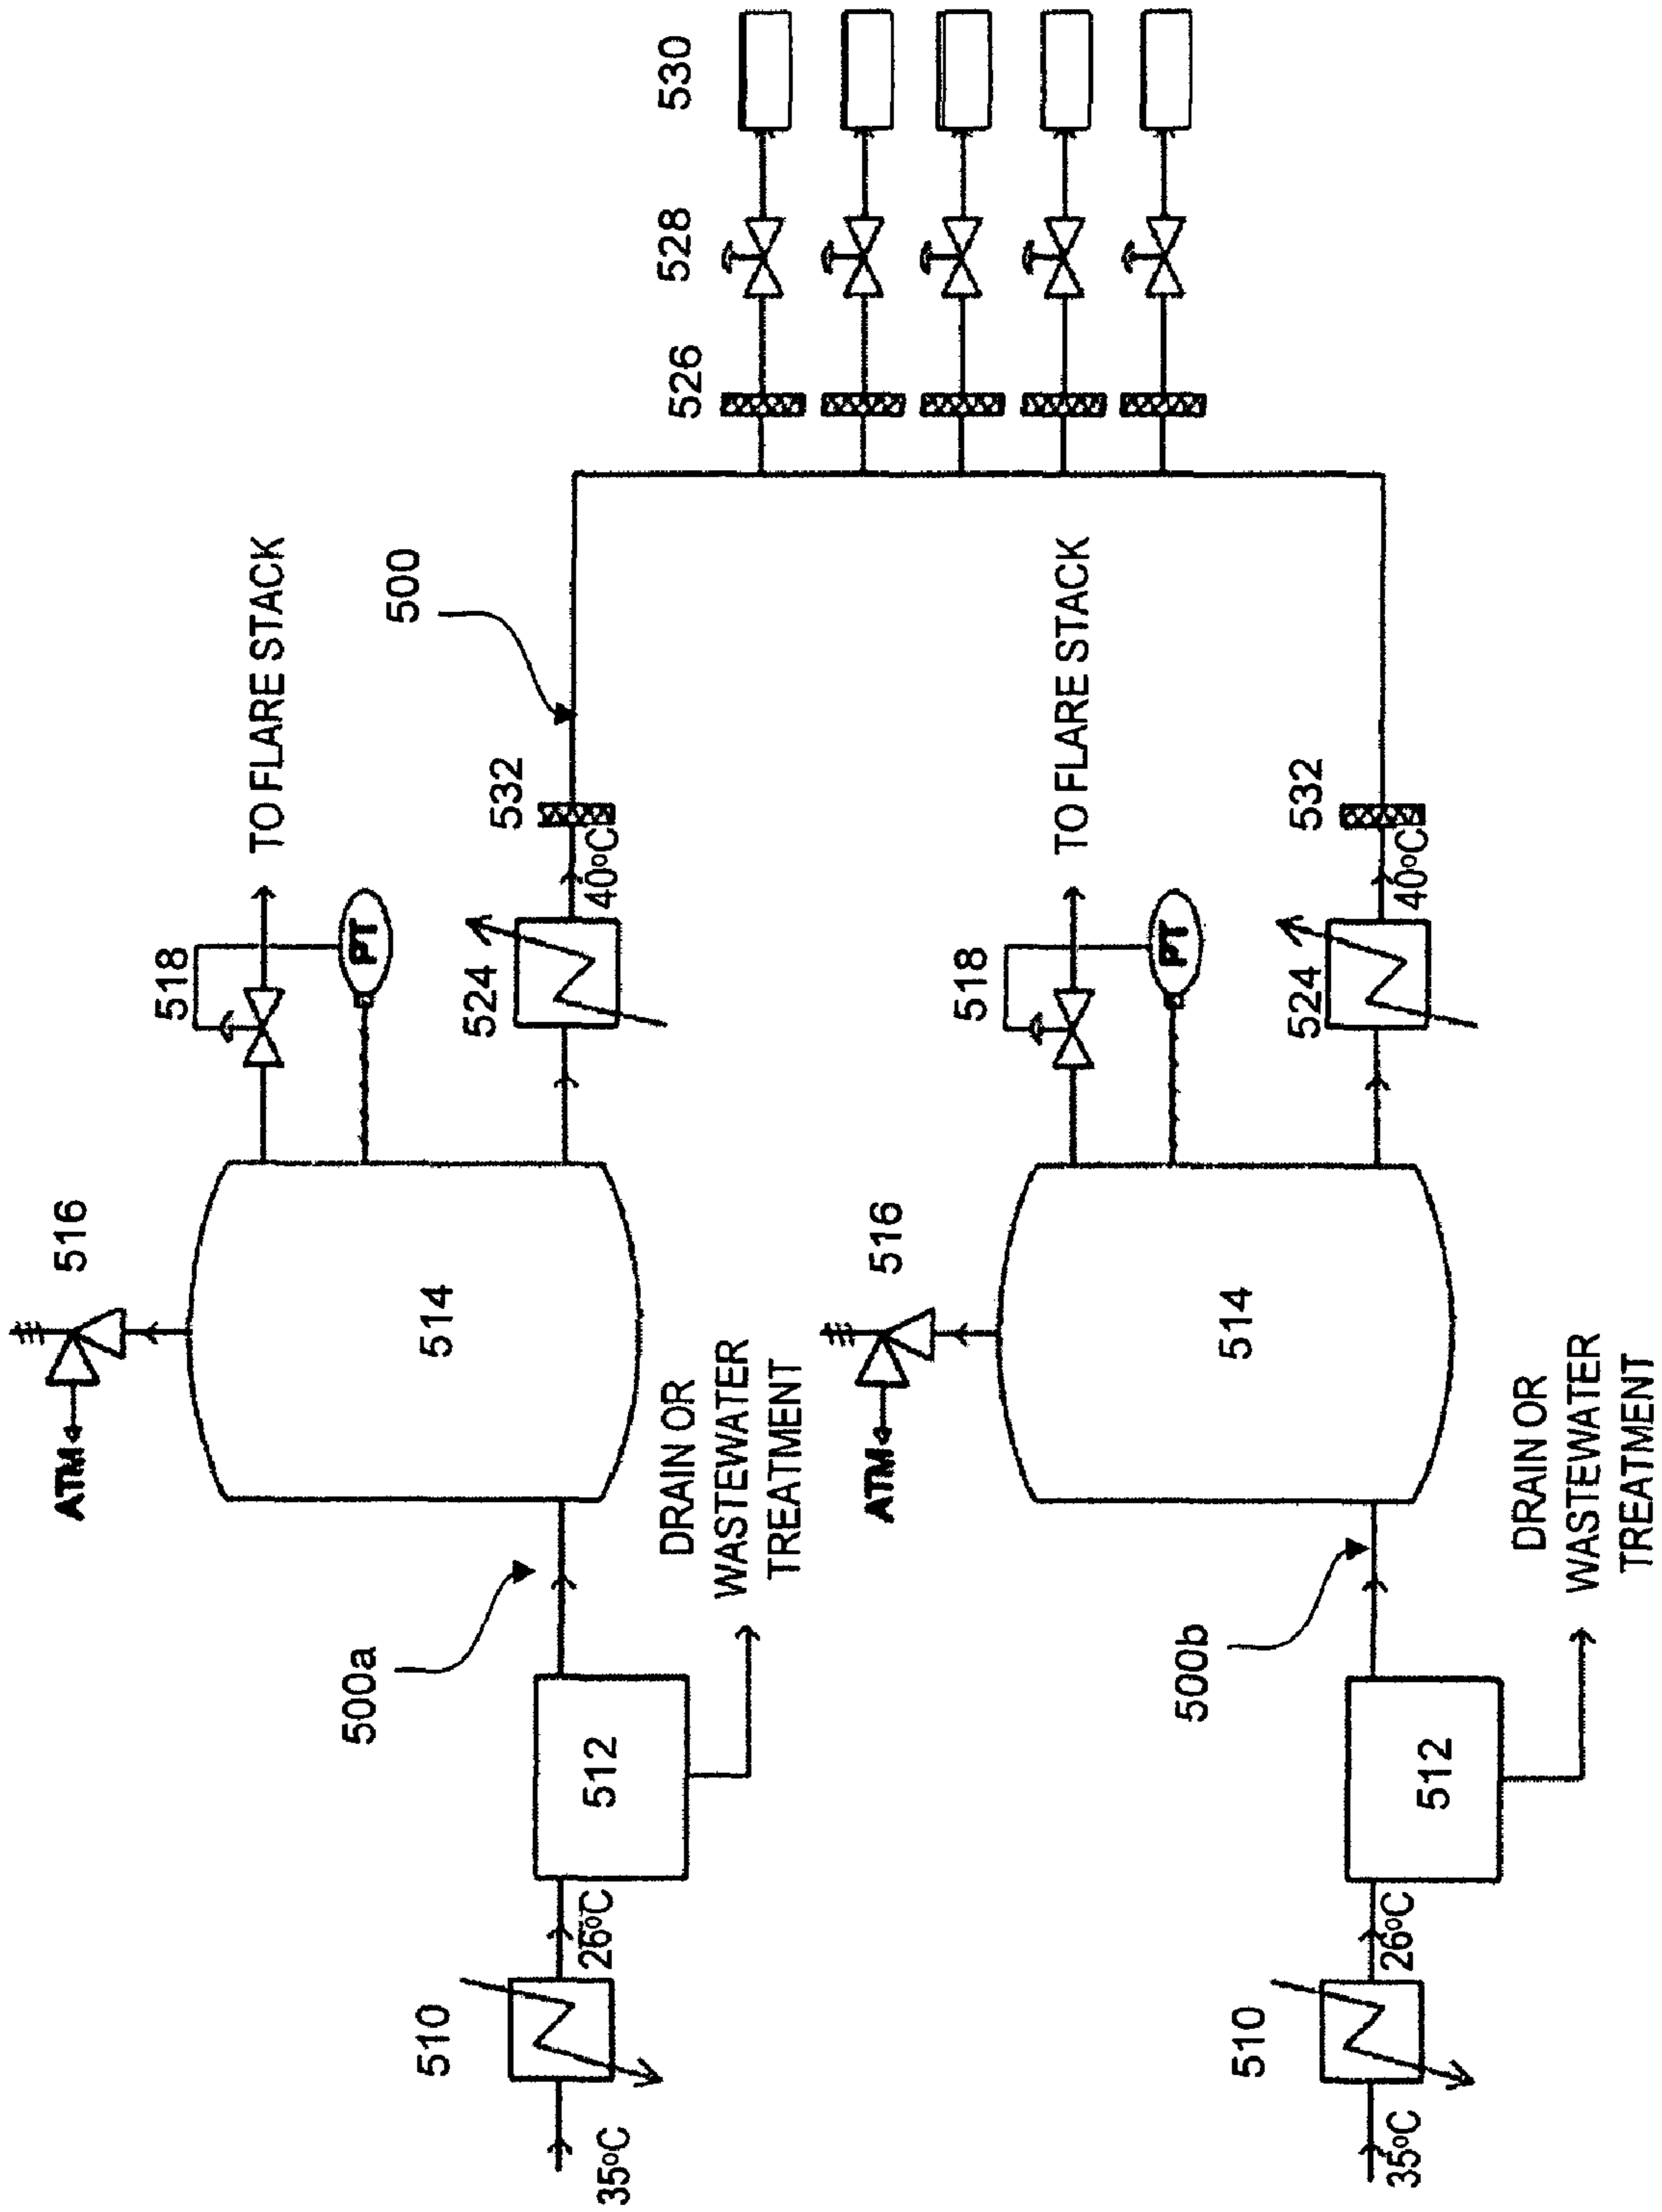 530
528
526
500
TO FLARE STACK
532
40°C
518
PT
524
516
ATM
514
DRAIN OR
WASTEWATER
TREATMENT
500a
512
26°C
510
35°C
TO FLARE STACK
532
40°C
518
PT
524
516
ATM
514
DRAIN OR
WASTEWATER
TREATMENT
500b
512
26°C
510
35°C